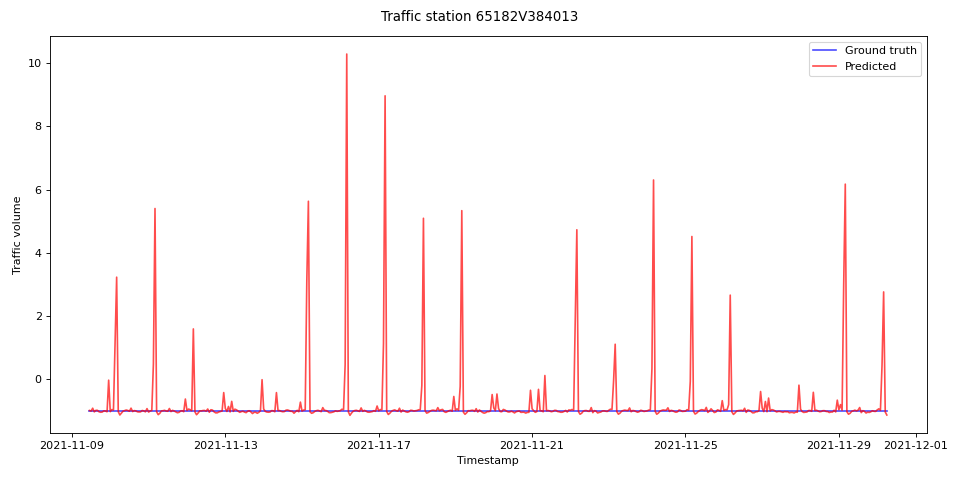 Traffic station 65182V384013
Ground truth
Predicted
Traffic volume
10
8
6
4
2
0
2021-11-09
2021-11-13
2021-11-17
2021-11-21
2021-11-25
2021-11-29
2021-12-01
Timestamp